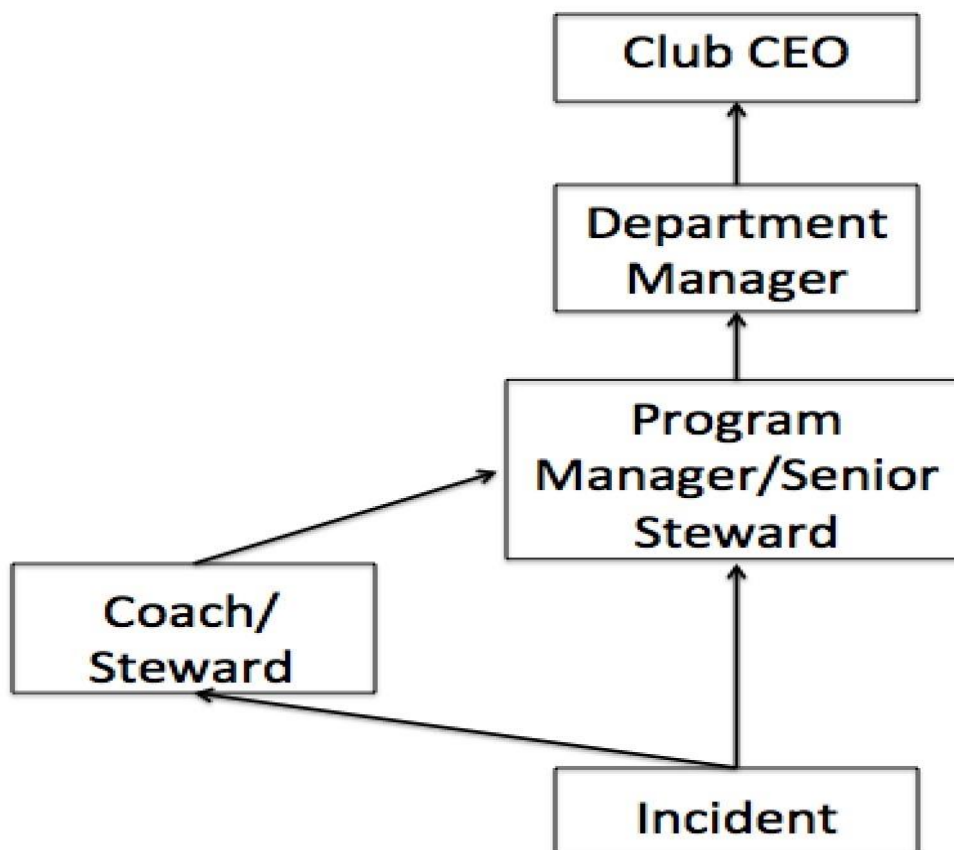 Club CEO
Department
Manager
Program
Manager/Senior
Steward
Coach/
Steward
Incident